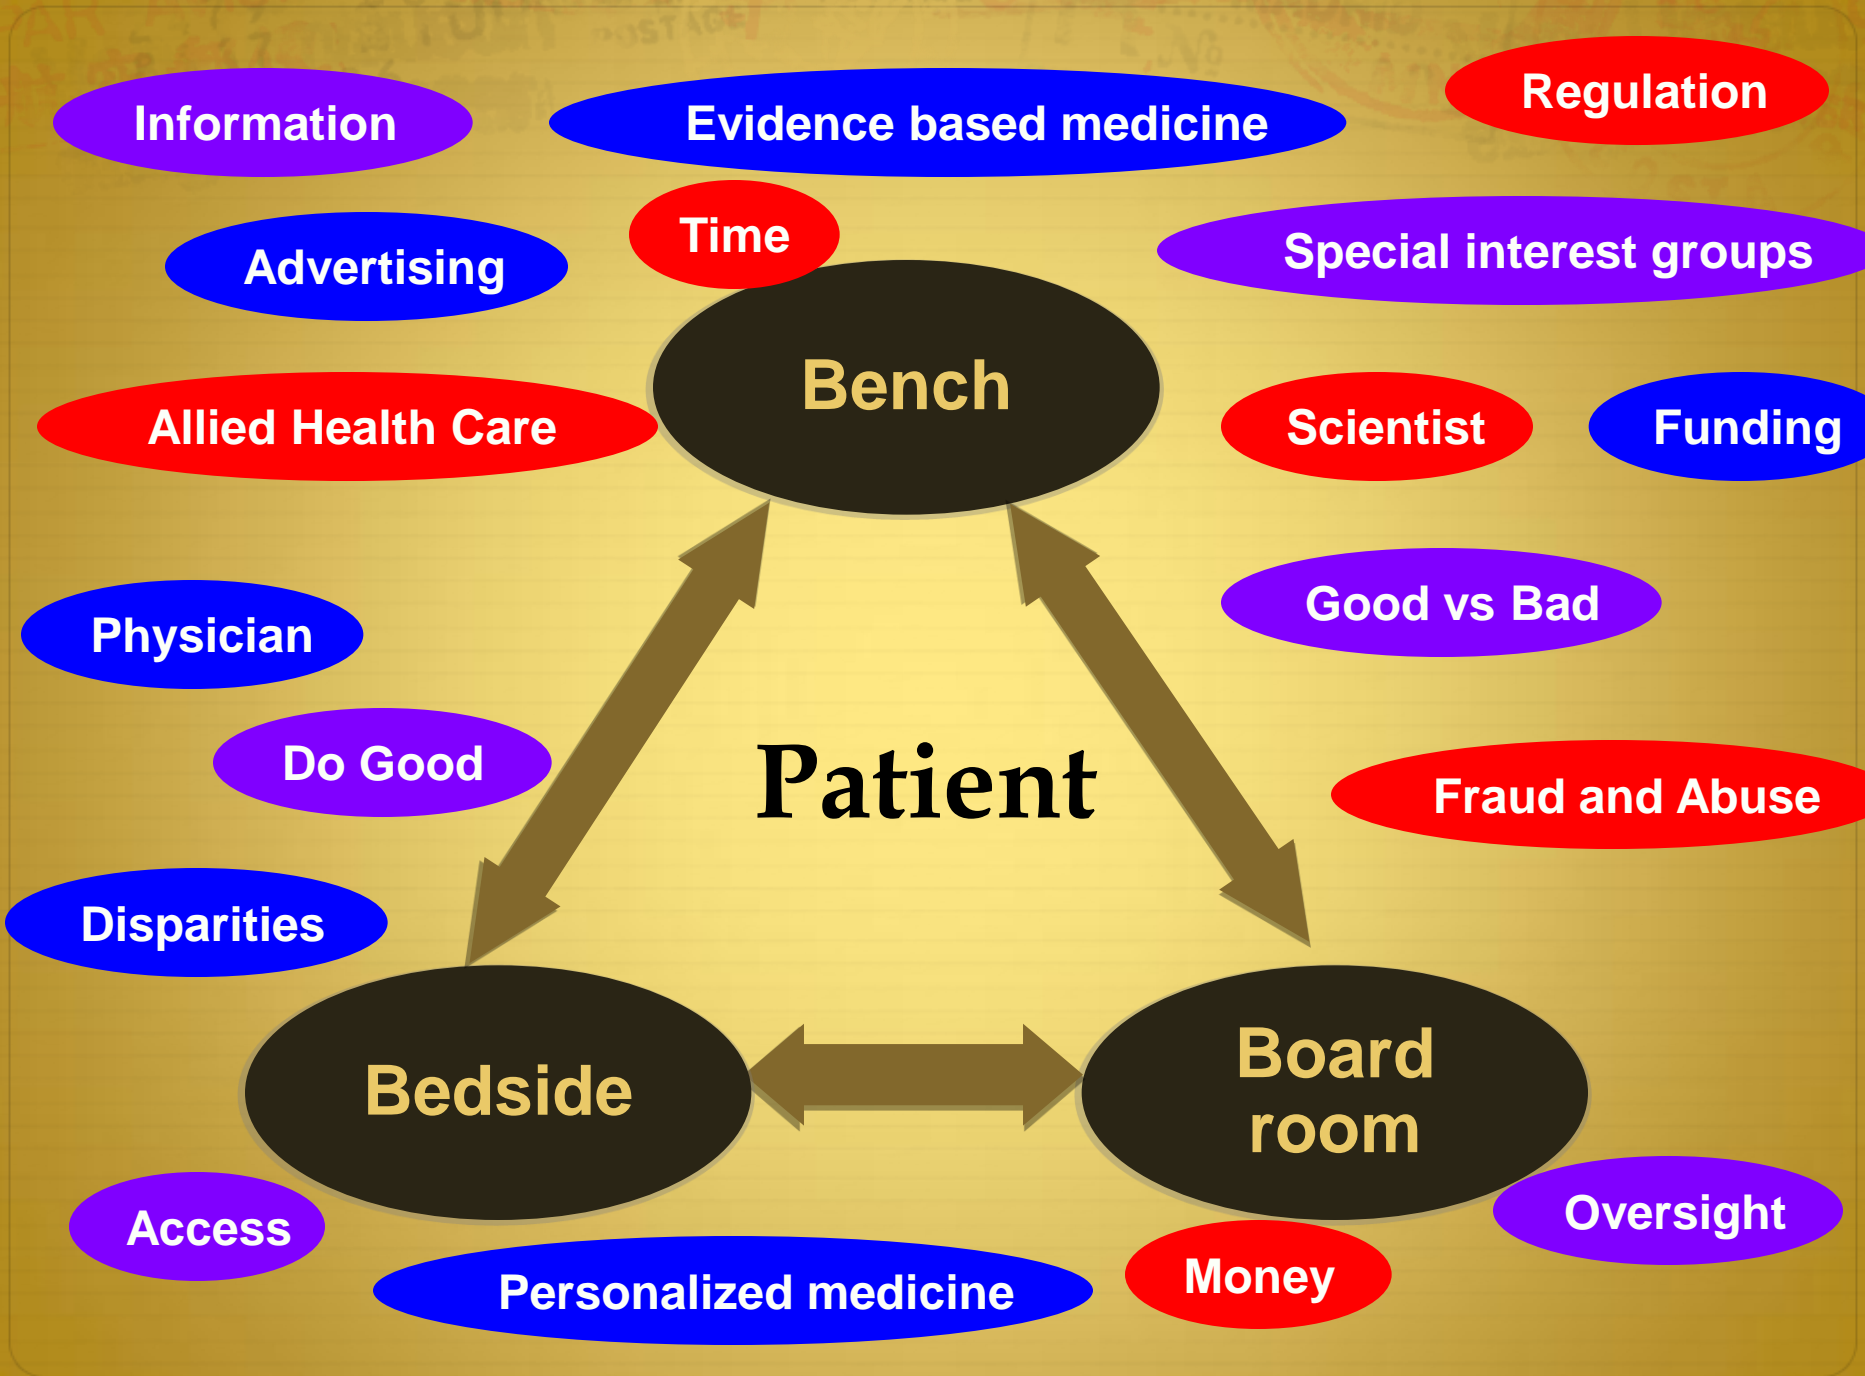 Information
Evidence based medicine
Regulation
Advertising
Time
Special interest groups
Bench
Allied Health Care
Scientist
Funding
Physician
Good vs Bad
Do Good
Patient
Fraud and Abuse
Disparities
Bedside
Board
room
Access
Oversight
Personalized medicine
Money
POSTAGE